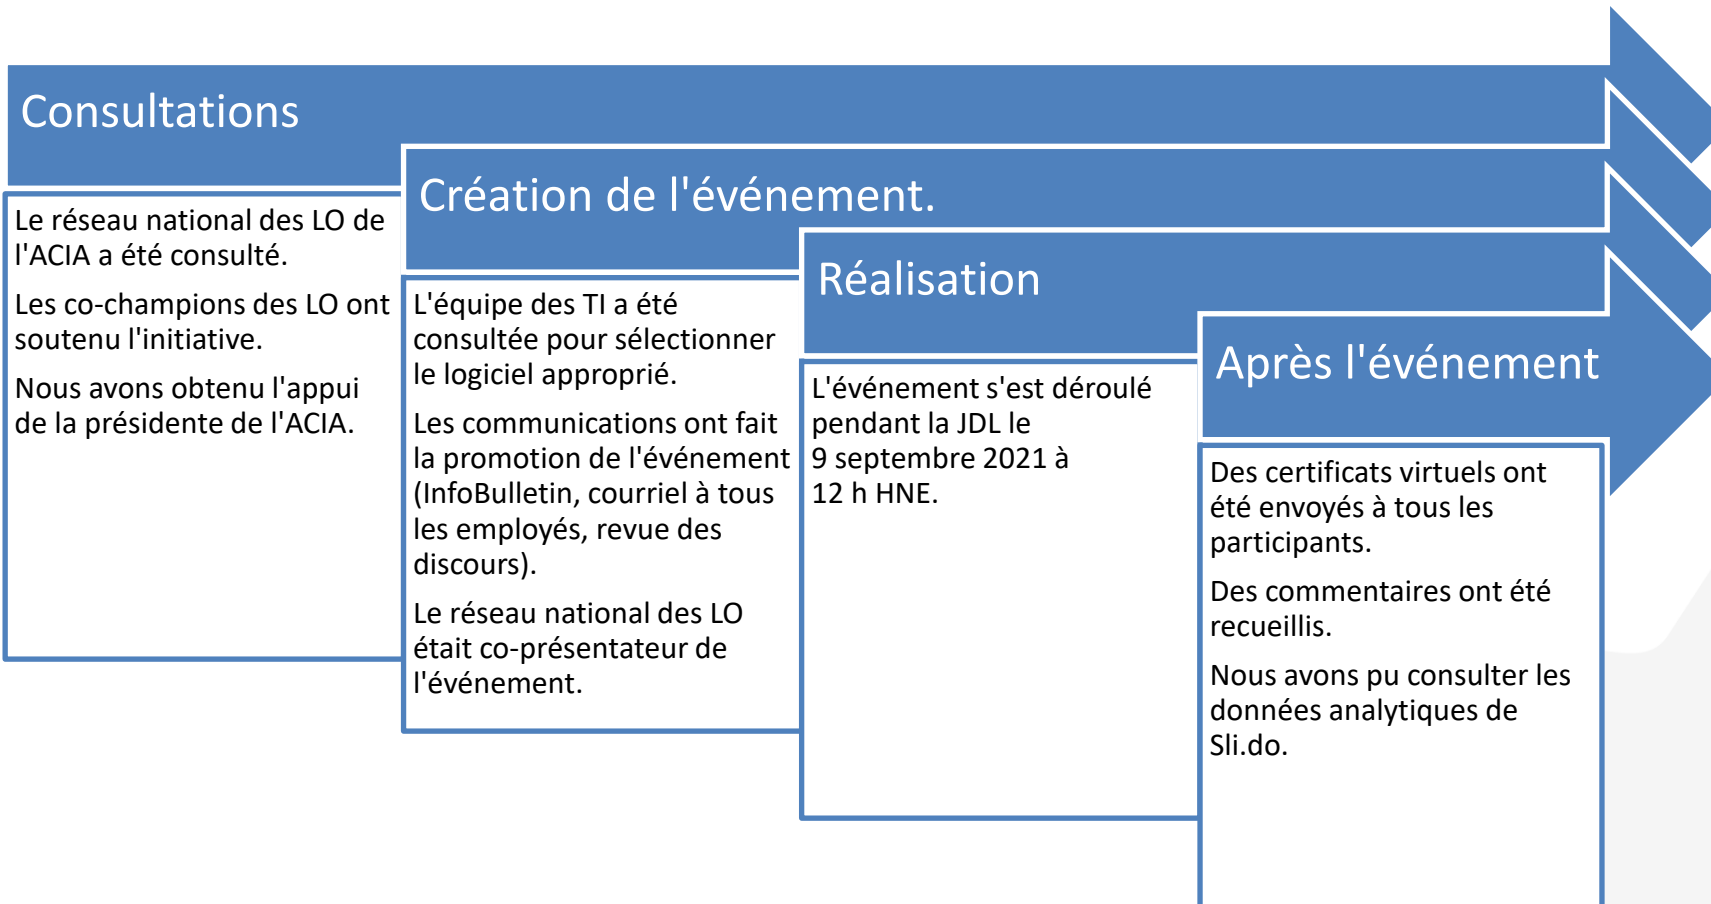 Consultations
Le réseau national des LO de
l'ACIA a été consulté.
Les co-champions des LO ont
soutenu l'initiative.
Nous avons obtenu l'appui
de la présidente de l'ACIA.
Création de l'événement.
L'équipe des TI a été
consultée pour sélectionner
le logiciel approprié.
Les communications ont fait
la promotion de l'événement
(InfoBulletin, courriel à tous
les employés, revue des
discours).
Le réseau national des LO
était co-présentateur de
l'événement.
Réalisation
L'événement s'est déroulé
pendant la JDL le
9 septembre 2021 à
12 h HNE.
Après l'événement
Des certificats virtuels ont
été envoyés à tous les
participants.
Des commentaires ont été
recueillis.
Nous avons pu consulter les
données analytiques de
Sli.do.